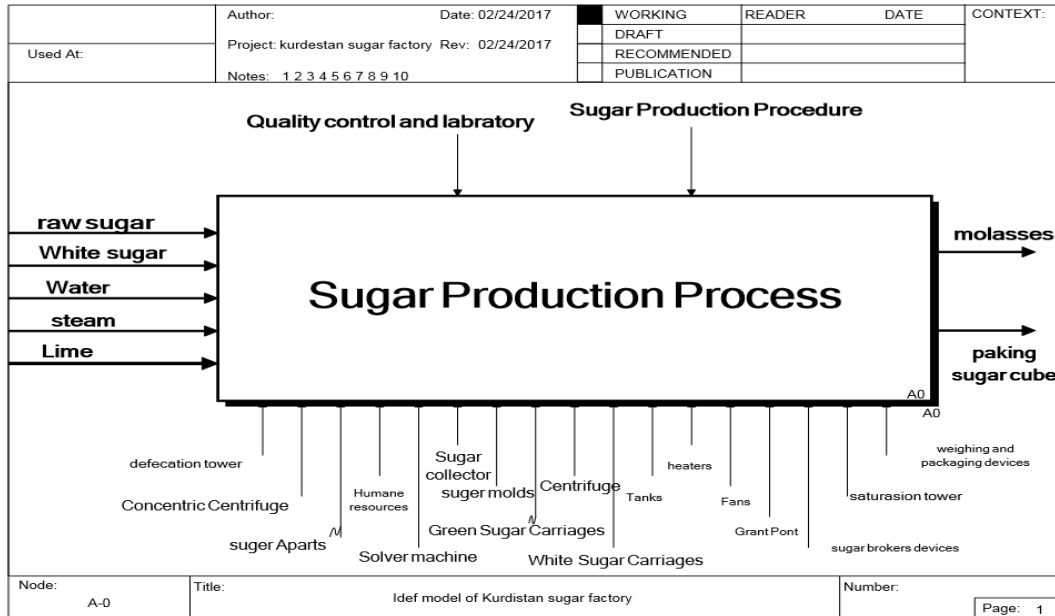 Used At:
Author:
Date: 02/24/2017
Project: kurdestan sugar factory Rev: 02/24/2017
Notes: 1 2 3 4 5 6 7 8 9 10
WORKING
DRAFT
RECOMMENDED
PUBLICATION
READER
DATE
CONTEXT:
Quality control and labratory
Sugar Production Procedure
raw sugar
White sugar
Water
steam
Lime
Sugar Production Process
A0
A0
molasses
paking
sugar cube
defecation tower
Concentric Centrifuge
suger Aparts
Humane
resources
Solver machine
Sugar
collector
suger molds
Green Sugar Carriages
Centrifuge
White Sugar Carriages
Tanks
heaters
Fans
Grant Pont
sugar brokers devices
saturasion tower
weighing and
packaging devices
Node:
A-0
Title:
Idef model of Kurdistan sugar factory
Number:
Page: 1